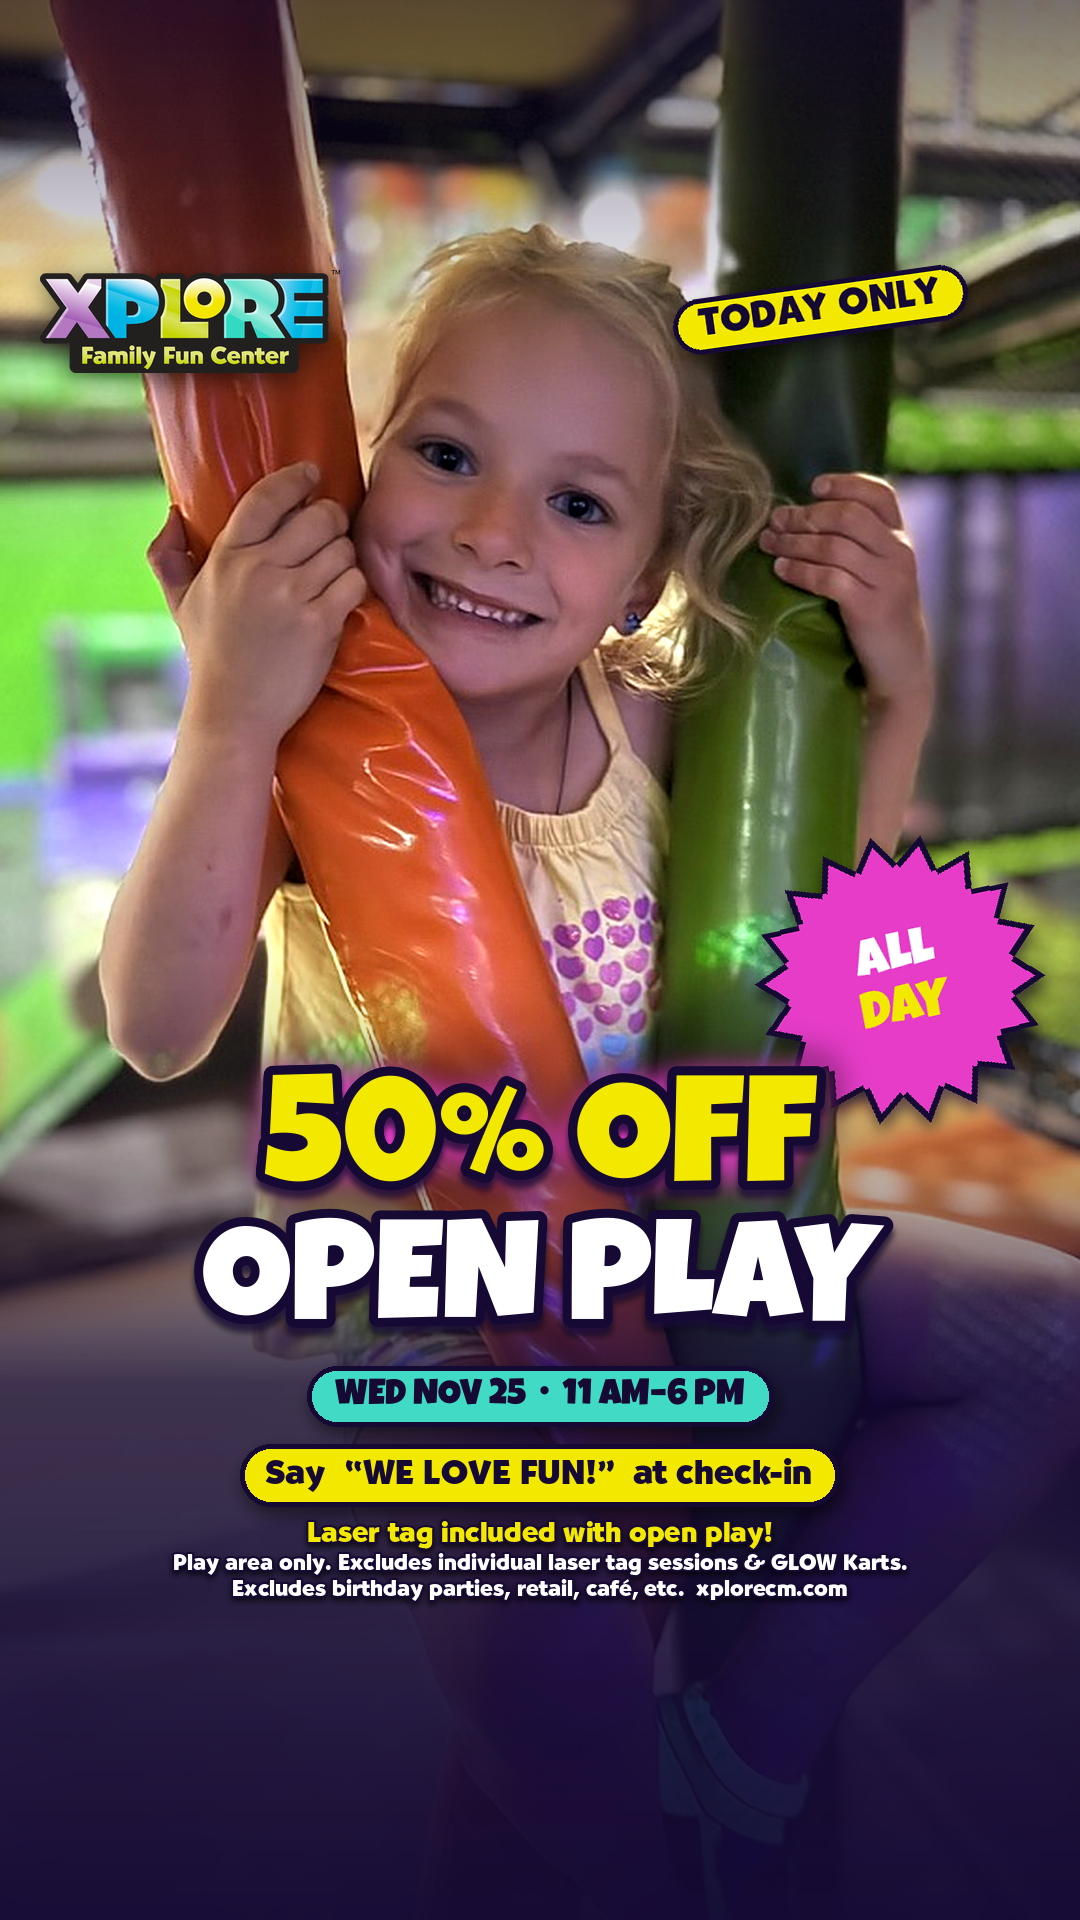 XPLORE™
Family Fun Center
TODAY ONLY
ALL
DAY
50% OFF
OPEN PLAY
WED NOV 25 • 11 AM–6 PM
Say “WE LOVE FUN!” at check-in
Laser tag included with open play!
Play area only. Excludes individual laser tag sessions & GLOW Karts.
Excludes birthday parties, retail, café, etc. xplorecm.com